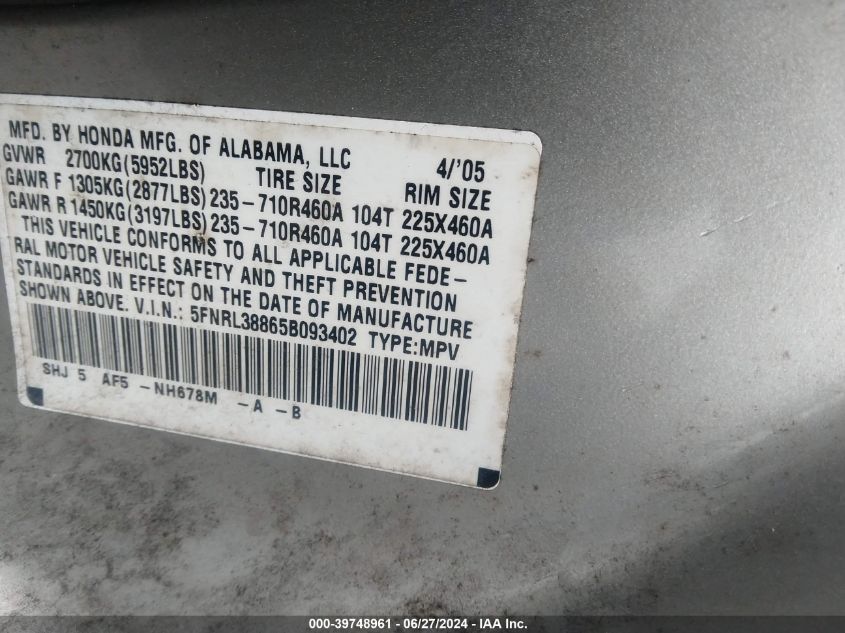 MFD. BY HONDA MFG. OF ALABAMA, LLC 4/'05
GVWR 2700KG(5952LBS) TIRE SIZE RIM SIZE
GAWR F 1305KG(2877LBS) 235-710R460A 104T 225X460A
GAWR R 1450KG(3197LBS) 235-710R460A 104T 225X460A
THIS VEHICLE CONFORMS TO ALL APPLICABLE FEDE-
RAL MOTOR VEHICLE SAFETY AND THEFT PREVENTION
STANDARDS IN EFFECT ON THE DATE OF MANUFACTURE
SHOWN ABOVE. V.I.N.: 5FNRL38865B093402 TYPE:MPV
SHJ 5 AF5 -NH678M -A -B
000-39748961 - 06/27/2024 - IAA Inc.